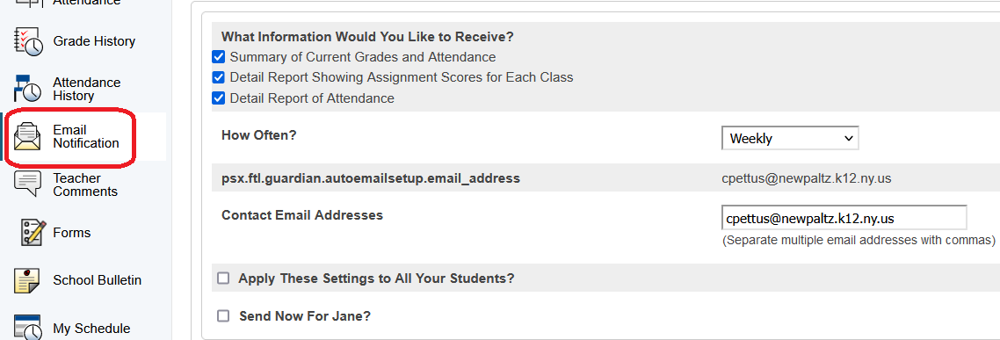 Attendance
Grade History
Attendance
History
Email
Notification
Teacher
Comments
Forms
School Bulletin
My Schedule
What Information Would You Like to Receive?
Summary of Current Grades and Attendance
Detail Report Showing Assignment Scores for Each Class
Detail Report of Attendance
How Often?
Weekly
psx.ftl.guardian.autoemailsetup.email_address
cpettus@newpaltz.k12.ny.us
Contact Email Addresses
cpettus@newpaltz.k12.ny.us
(Separate multiple email addresses with commas)
Apply These Settings to All Your Students?
Send Now For Jane?